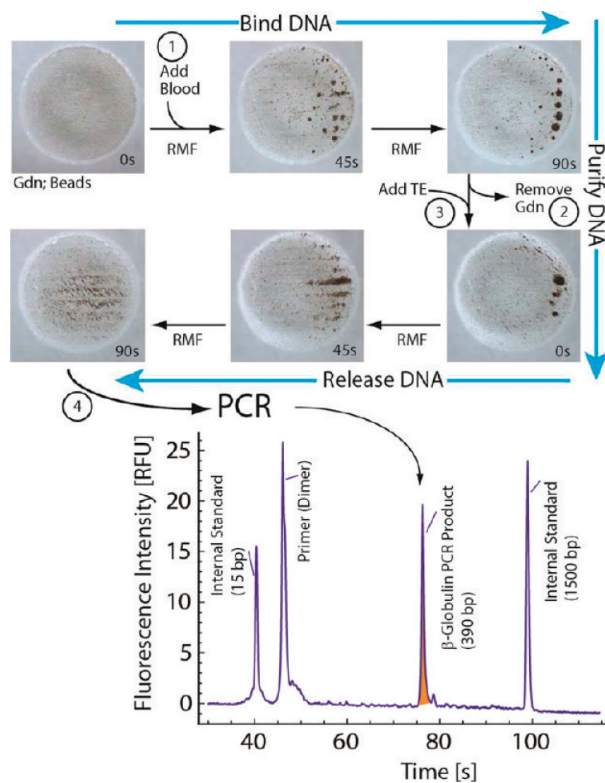 Bind DNA
1
Add
Blood
0s
RMF
45s
RMF
90s
Gdn; Beads
Purify DNA
Add TE
3
Remove
Gdn 2
90s
RMF
45s
RMF
0s
Release DNA
4
PCR
Fluorescence Intensity [RFU]
25
20
15
10
5
0
Internal Standard
(15 bp)
Primer (Dimer)
β-Globulin PCR Product
(390 bp)
Internal Standard
(1500 bp)
40
60
80
100
Time [s]